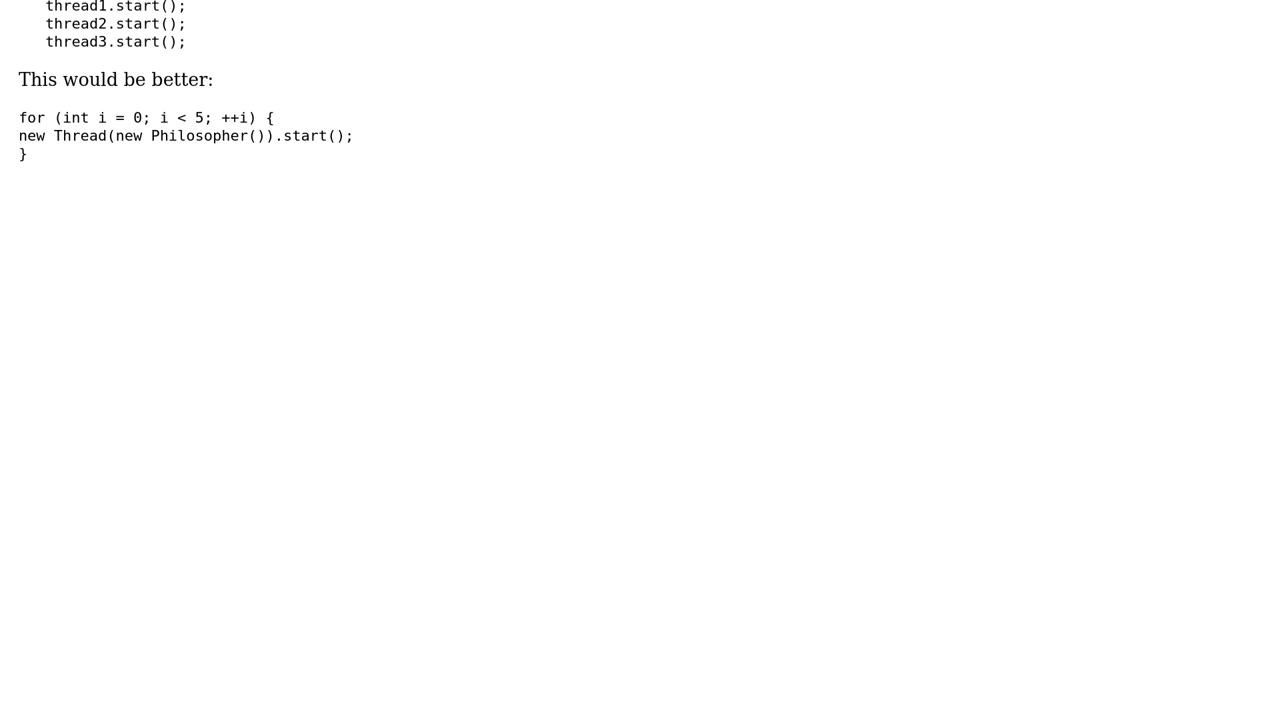 thread1.start();
thread2.start();
thread3.start();
This would be better:
for (int i = 0; i < 5; ++i) {
new Thread(new Philosopher()).start();
}